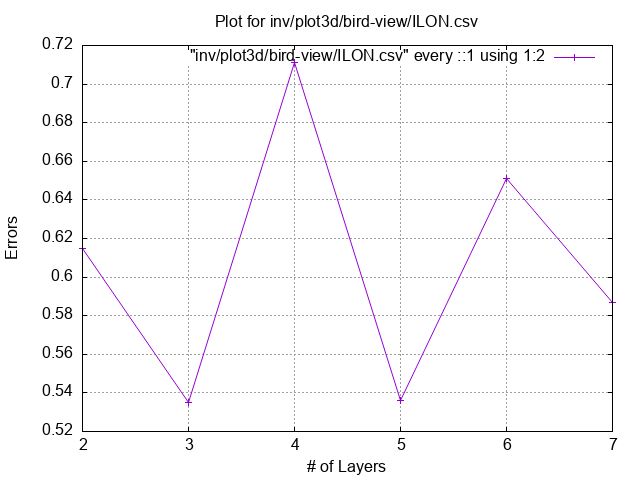 Plot for inv/plot3d/bird-view/ILON.csv
"inv/plot3d/bird-view/ILON.csv" every ::1 using 1:2
0.72
0.7
0.68
0.66
0.64
0.62
0.6
0.58
0.56
0.54
0.52
Errors
2 3 4 5 6 7
# of Layers